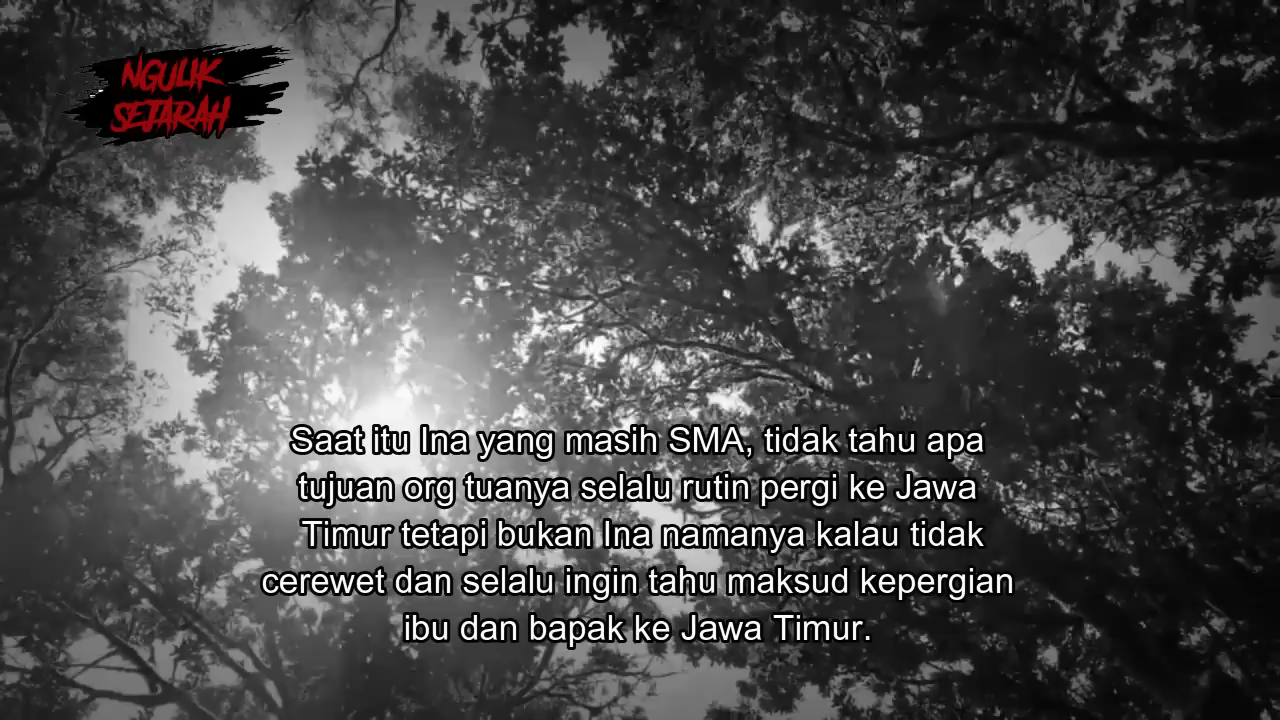 NGULIK
SEJARAH
Saat itu Ina yang masih SMA, tidak tahu apa
tujuan org tuanya selalu rutin pergi ke Jawa
Timur tetapi bukan Ina namanya kalau tidak
cerewet dan selalu ingin tahu maksud kepergian
ibu dan bapak ke Jawa Timur.